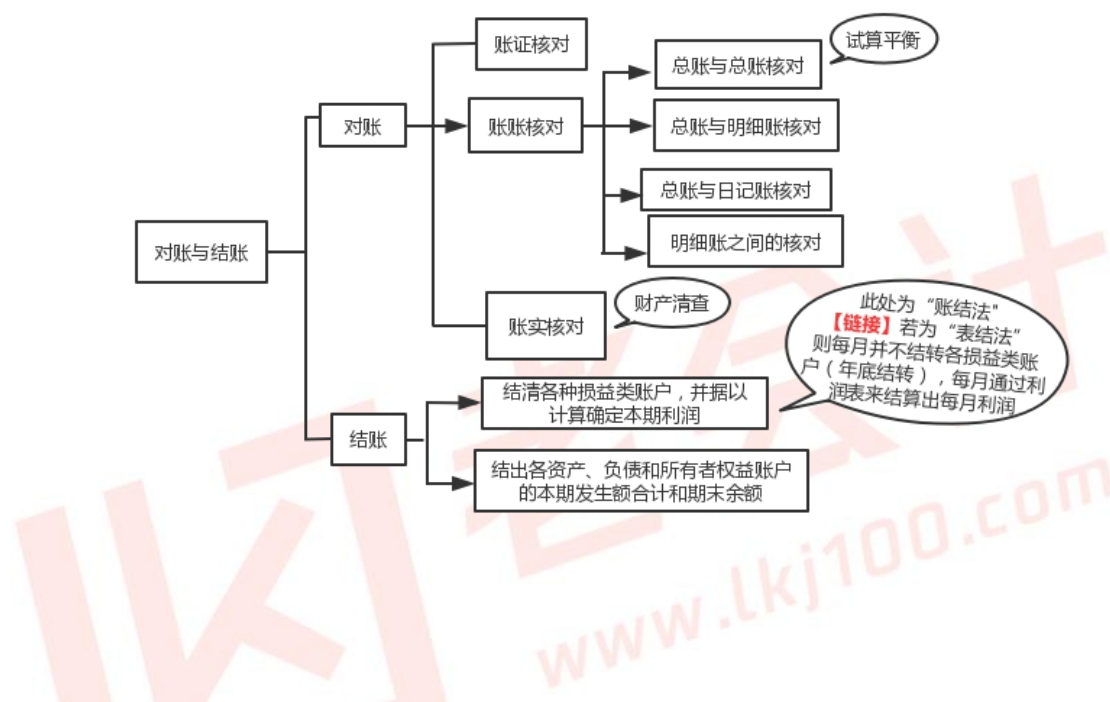 对账与结账
对账
账证核对
账账核对
总账与总账核对
试算平衡
总账与明细账核对
总账与日记账核对
明细账之间的核对
账实核对
财产清查
结账
结清各种损益类账户，并据以
计算确定本期利润
此处为“账结法"
【链接】若为“表结法”
则每月并不结转各损益类账
户（年底结转），每月通过利
润表来结算出每月利润
结出各资产、负债和所有者权益账户
的本期发生额合计和期末余额
lkj老会计
www.lkj100.com